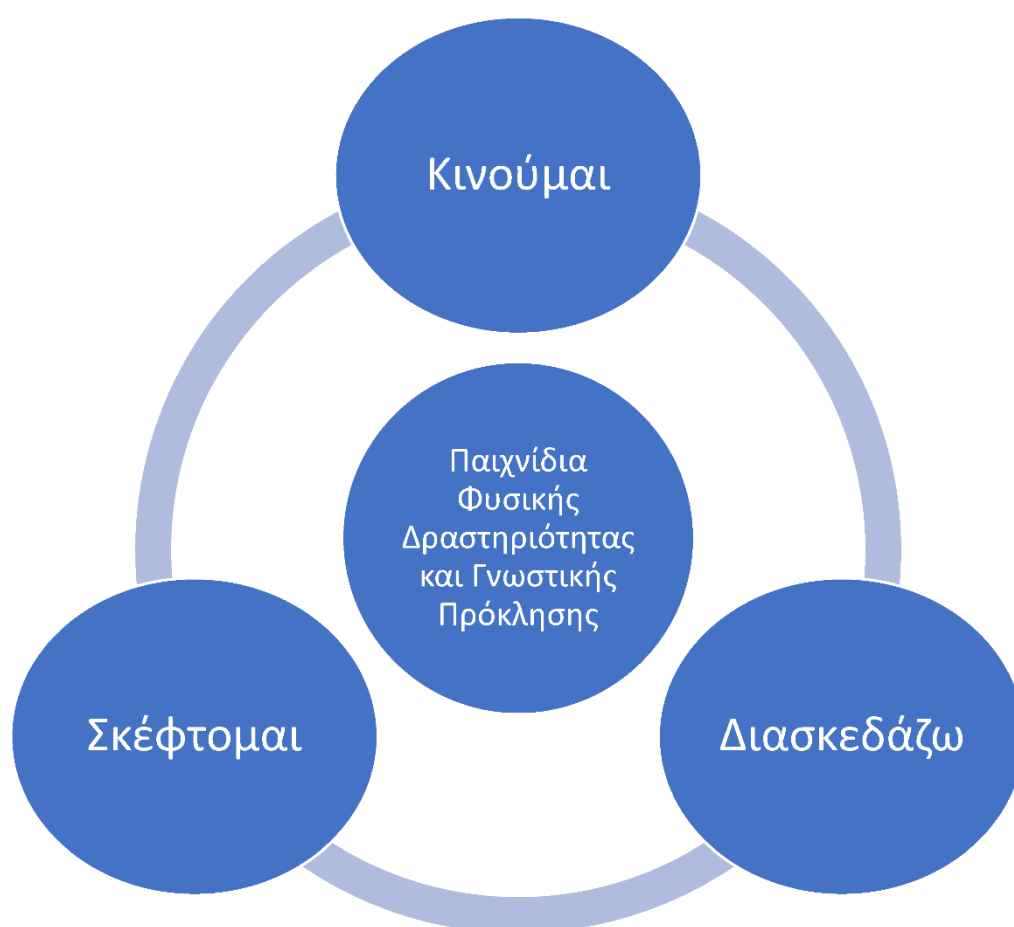 Κινούμαι
Παιχνίδια
Φυσικής
Δραστηριότητας
και Γνωστικής
Πρόκλησης
Σκέφτομαι
Διασκεδάζω